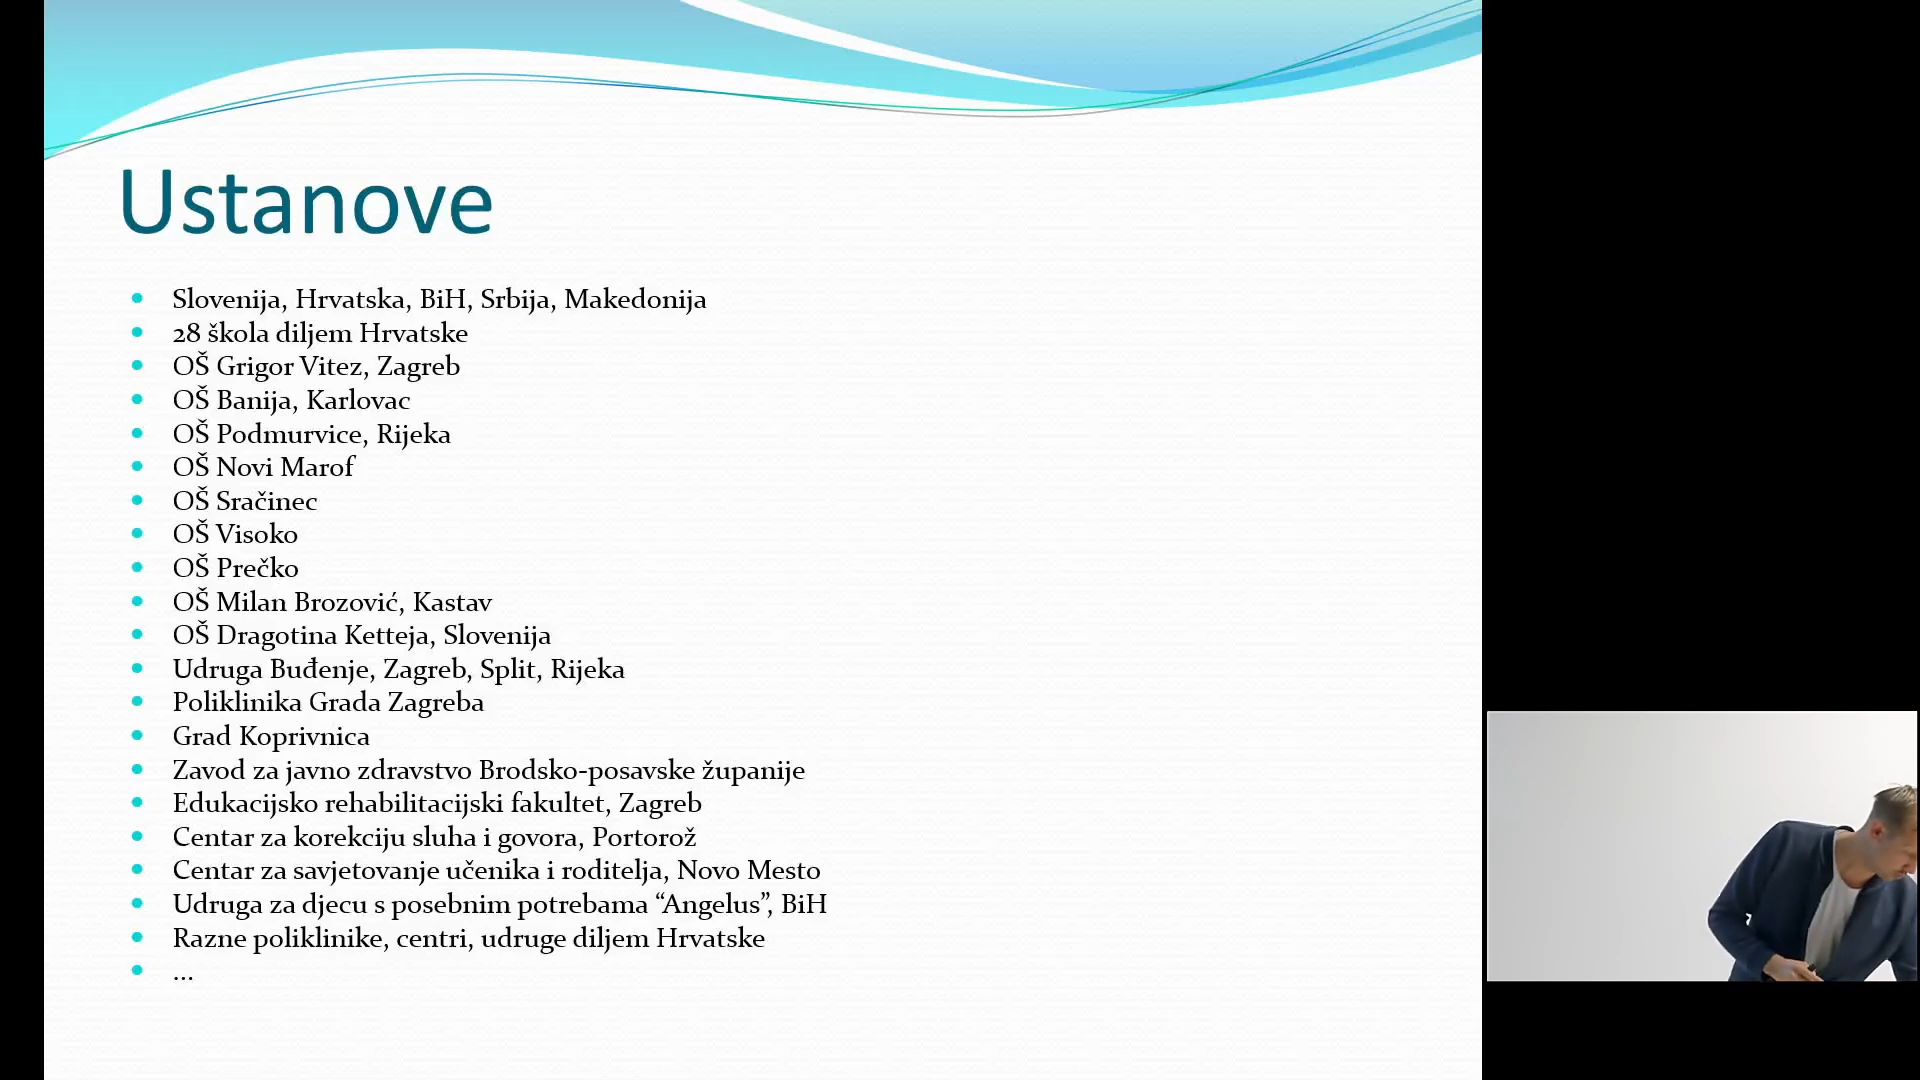 Ustanove
Slovenija, Hrvatska, BiH, Srbija, Makedonija
28 škola diljem Hrvatske
OŠ Grigor Vitez, Zagreb
OŠ Banija, Karlovac
OŠ Podmurvice, Rijeka
OŠ Novi Marof
OŠ Sračinec
OŠ Visoko
OŠ Prečko
OŠ Milan Brozović, Kastav
OŠ Dragotina Ketteja, Slovenija
Udruga Buđenje, Zagreb, Split, Rijeka
Poliklinika Grada Zagreba
Grad Koprivnica
Zavod za javno zdravstvo Brodsko-posavske županije
Edukacijsko rehabilitacijski fakultet, Zagreb
Centar za korekciju sluha i govora, Portorož
Centar za savjetovanje učenika i roditelja, Novo Mesto
Udruga za djecu s posebnim potrebama “Angelus”, BiH
Razne poliklinike, centri, udruge diljem Hrvatske
...